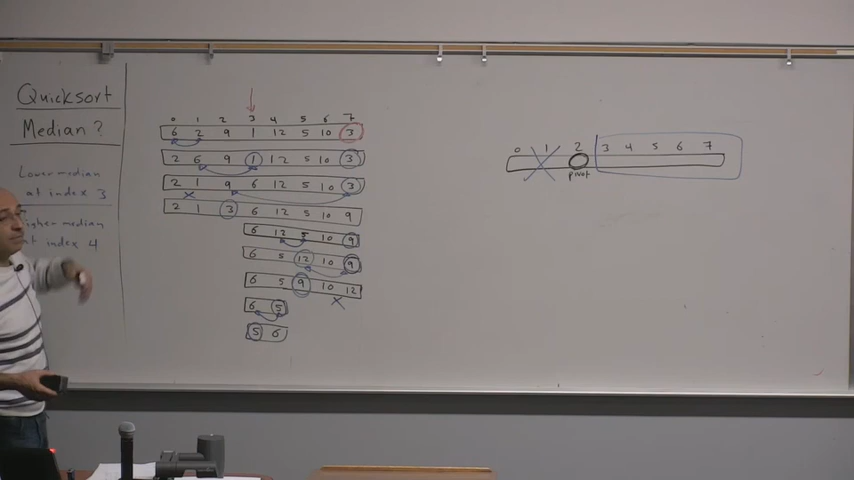 Quicksort
Median?
Lower median
at index 3
Higher median
at index 4
0 1 2 3 4 5 6 7
6 2 9 1 12 5 10 3
2 6 9 1 12 5 10 3
2 1 9 6 12 5 10 3
2 1 3 6 12 5 10 9
6 12 5 10 9
6 5 12 10 9
6 5 9 10 12
6 5
5 6
0 1 2 3 4 5 6 7
pivot